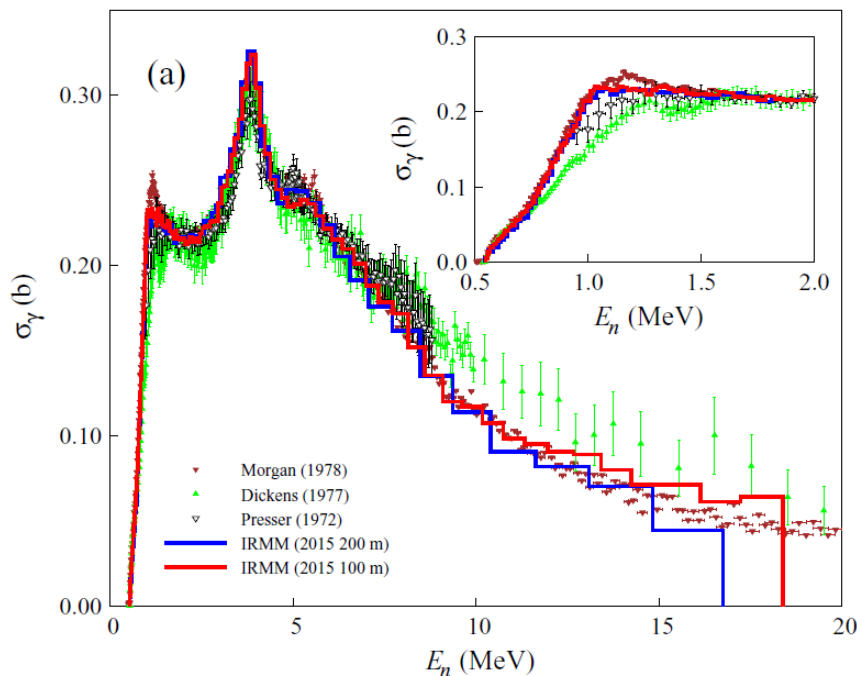 (a)
σγ (b)
0.30
0.20
0.10
0.00
0
5
10
15
20
En (MeV)
Morgan (1978)
Dickens (1977)
Presser (1972)
IRMM (2015 200 m)
IRMM (2015 100 m)
σγ (b)
0.3
0.2
0.1
0.0
0.5
1.0
1.5
2.0
En (MeV)